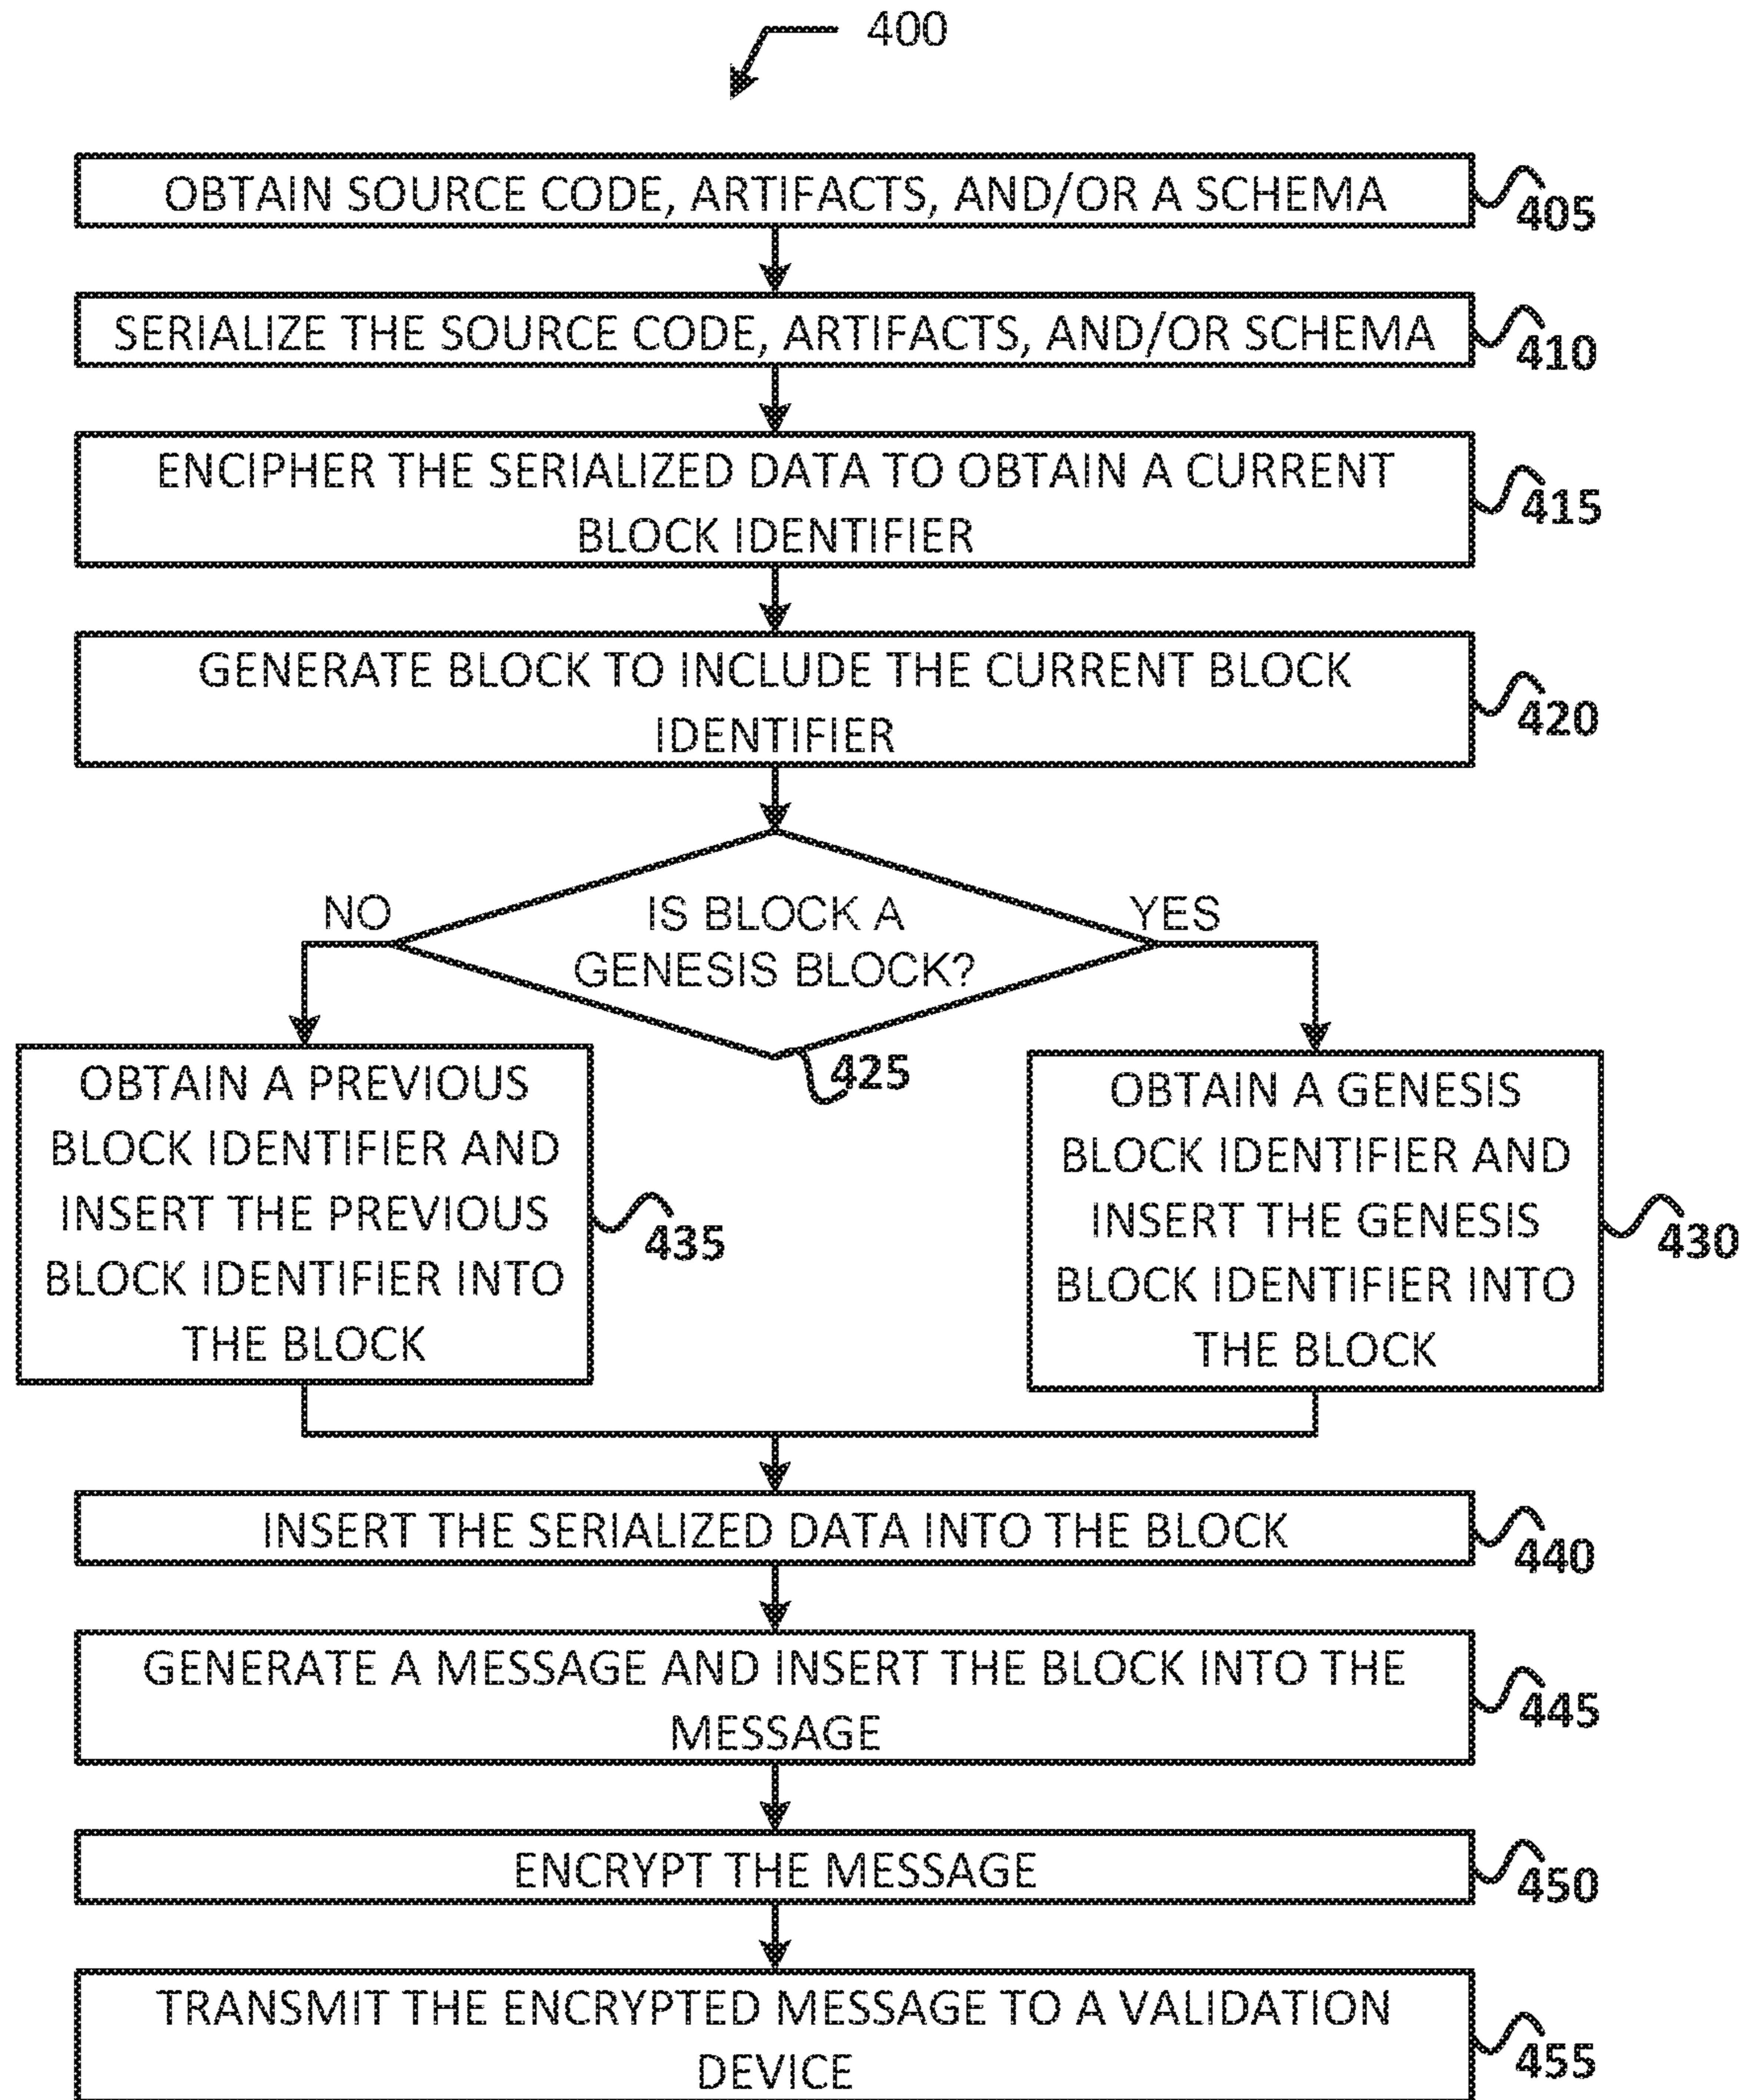 400
OBTAIN SOURCE CODE, ARTIFACTS, AND/OR A SCHEMA
405
SERIALIZE THE SOURCE CODE, ARTIFACTS, AND/OR SCHEMA
410
ENCIPHER THE SERIALIZED DATA TO OBTAIN A CURRENT
BLOCK IDENTIFIER
415
GENERATE BLOCK TO INCLUDE THE CURRENT BLOCK
IDENTIFIER
420
NO
IS BLOCK A
GENESIS BLOCK?
YES
425
OBTAIN A PREVIOUS
BLOCK IDENTIFIER AND
INSERT THE PREVIOUS
BLOCK IDENTIFIER INTO
THE BLOCK
435
OBTAIN A GENESIS
BLOCK IDENTIFIER AND
INSERT THE GENESIS
BLOCK IDENTIFIER INTO
THE BLOCK
430
INSERT THE SERIALIZED DATA INTO THE BLOCK
440
GENERATE A MESSAGE AND INSERT THE BLOCK INTO THE
MESSAGE
445
ENCRYPT THE MESSAGE
450
TRANSMIT THE ENCRYPTED MESSAGE TO A VALIDATION
DEVICE
455